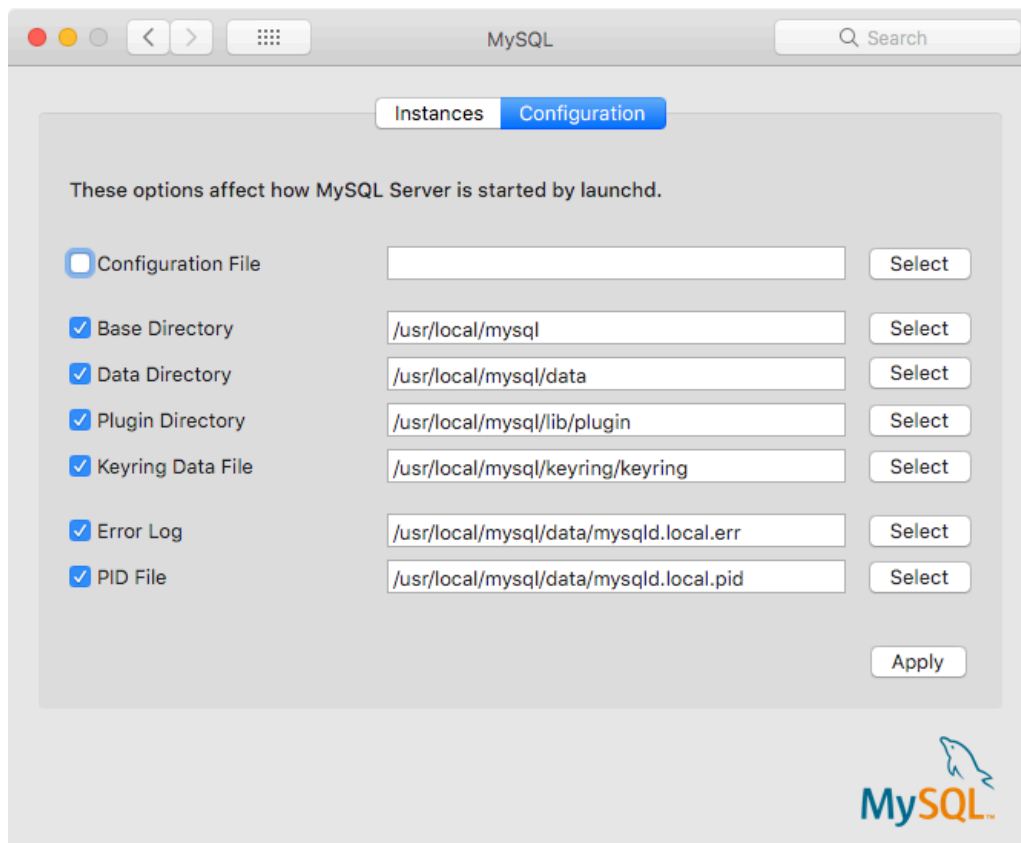 MySQL
Search
Instances
Configuration
These options affect how MySQL Server is started by launchd.
Configuration File
Select
Base Directory
/usr/local/mysql
Select
Data Directory
/usr/local/mysql/data
Select
Plugin Directory
/usr/local/mysql/lib/plugin
Select
Keyring Data File
/usr/local/mysql/keyring/keyring
Select
Error Log
/usr/local/mysql/data/mysqld.local.err
Select
PID File
/usr/local/mysql/data/mysqld.local.pid
Select
Apply
MySQL™